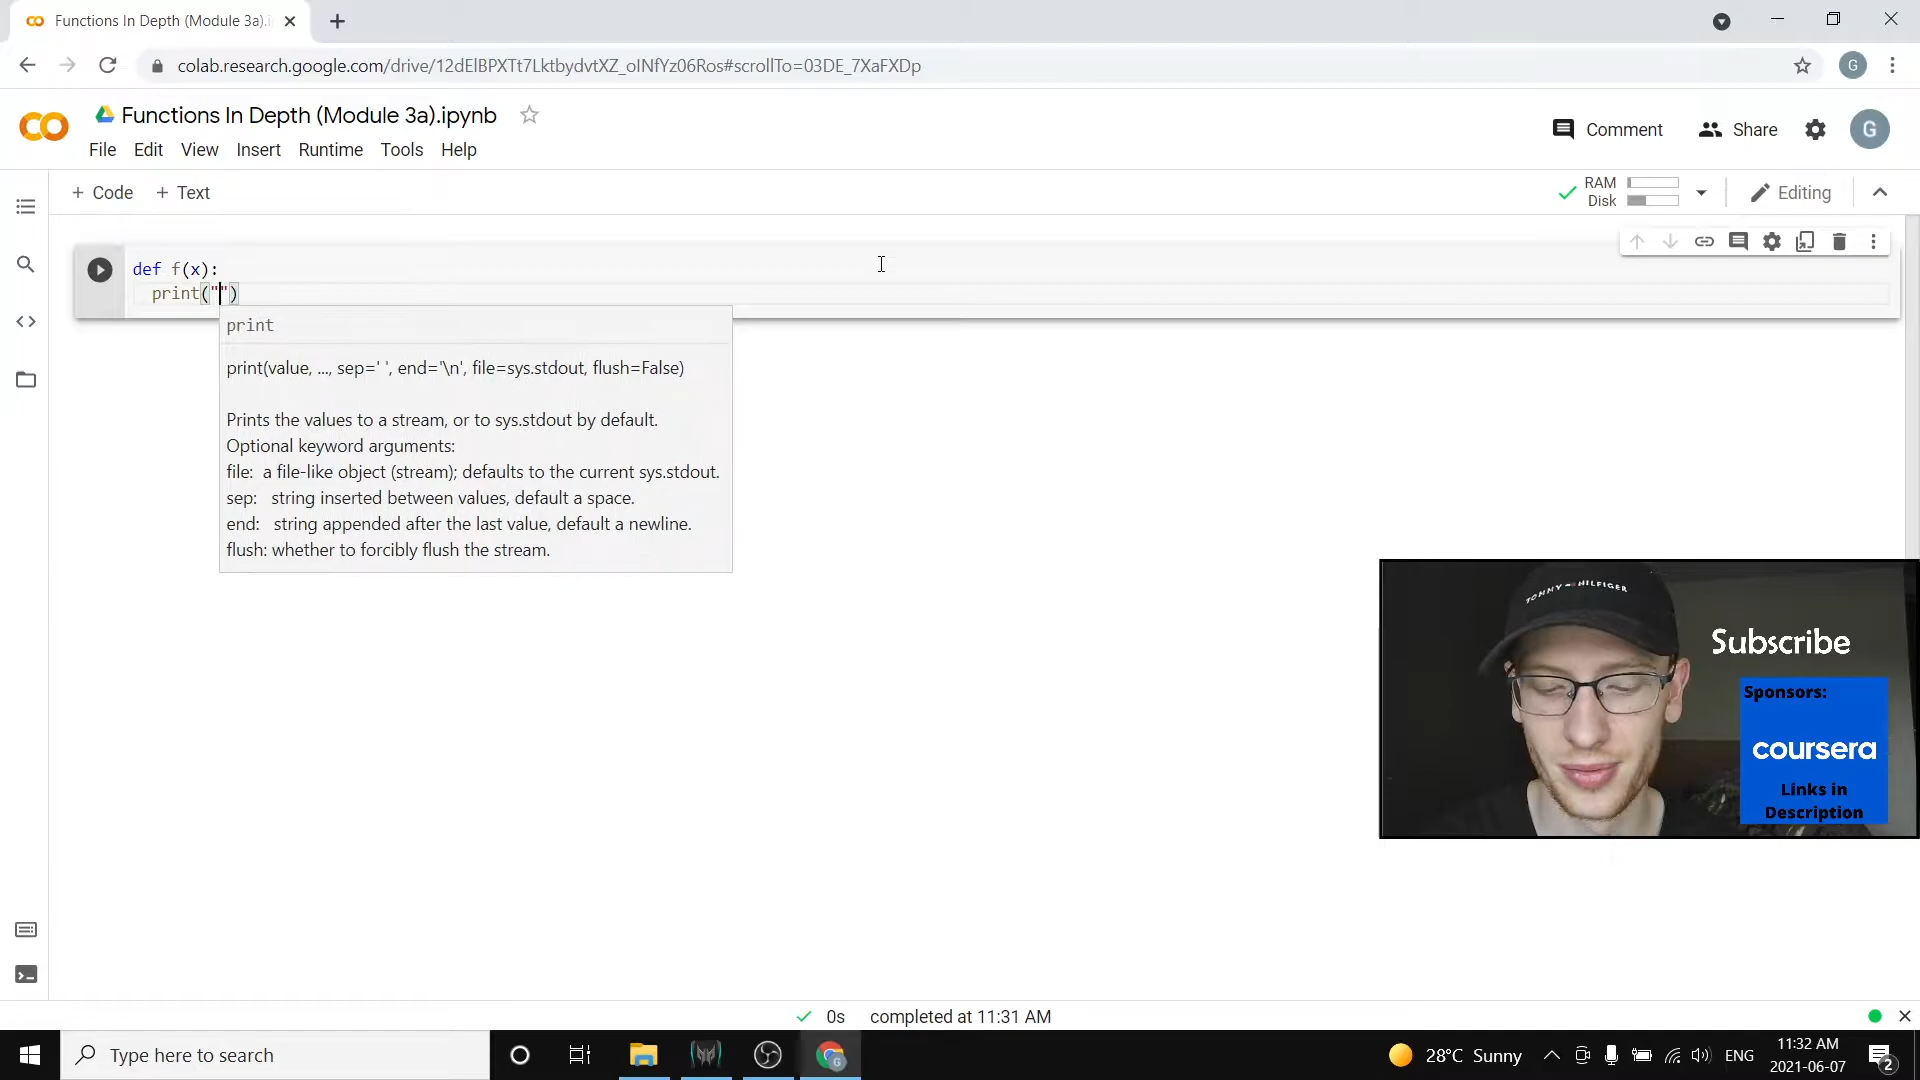 Functions In Depth (Module 3a).i
colab.research.google.com/drive/12dElBPXTt7LktbydvtXZ_oINfYz06Ros#scrollTo=03DE_7XaFXDp
G
Functions In Depth (Module 3a).ipynb
Comment
Share
G
File Edit View Insert Runtime Tools Help
+ Code + Text
RAM
Disk
Editing
def f(x):
print("")
print
print(value, ..., sep=' ', end='\n', file=sys.stdout, flush=False)
Prints the values to a stream, or to sys.stdout by default.
Optional keyword arguments:
file: a file-like object (stream); defaults to the current sys.stdout.
sep: string inserted between values, default a space.
end: string appended after the last value, default a newline.
flush: whether to forcibly flush the stream.
TOMMY HILFIGER
Subscribe
Sponsors:
coursera
Links in
Description
0s completed at 11:31 AM
Type here to search
G
28°C Sunny
ENG
11:32 AM
2021-06-07
2